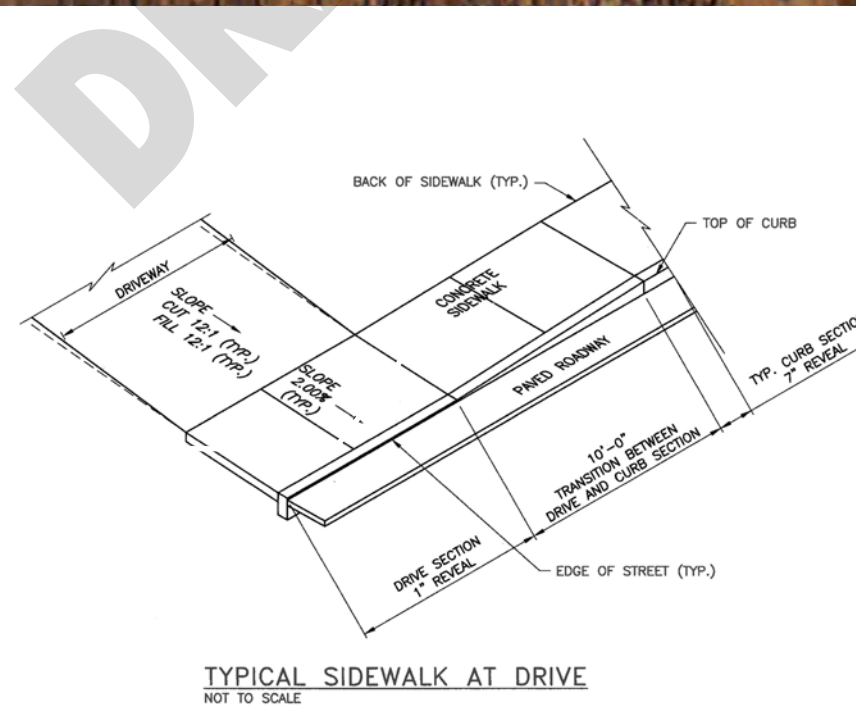 BACK OF SIDEWALK (TYP.)
TOP OF CURB
DRIVEWAY
SLOPE
CUT 12:1 (TYP.)
FILL 12:1 (TYP.)
CONCRETE
SIDEWALK
SLOPE
2.00%
(TYP.)
PAVED ROADWAY
TYP. CURB SECTIO
7" REVEAL
10'-0"
TRANSITION BETWEEN
DRIVE AND CURB SECTION
DRIVE SECTION
1" REVEAL
EDGE OF STREET (TYP.)
TYPICAL SIDEWALK AT DRIVE
NOT TO SCALE